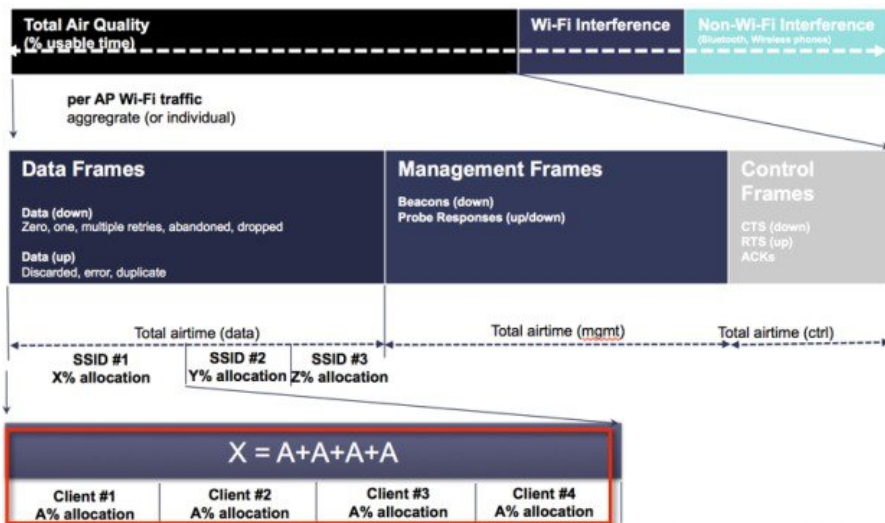 Total Air Quality
(% usable time)
Wi-Fi Interference
Non-Wi-Fi Interference
(Bluetooth, Wireless phones)
per AP Wi-Fi traffic
aggregrate (or individual)
Data Frames
Data (down)
Zero, one, multiple retries, abandoned, dropped
Data (up)
Discarded, error, duplicate
Management Frames
Beacons (down)
Probe Responses (up/down)
Control
Frames
CTS (down)
RTS (up)
ACKs
Total airtime (data)
Total airtime (mgmt)
Total airtime (ctrl)
SSID #1
X% allocation
SSID #2
Y% allocation
SSID #3
Z% allocation
X = A+A+A+A
Client #1
A% allocation
Client #2
A% allocation
Client #3
A% allocation
Client #4
A% allocation